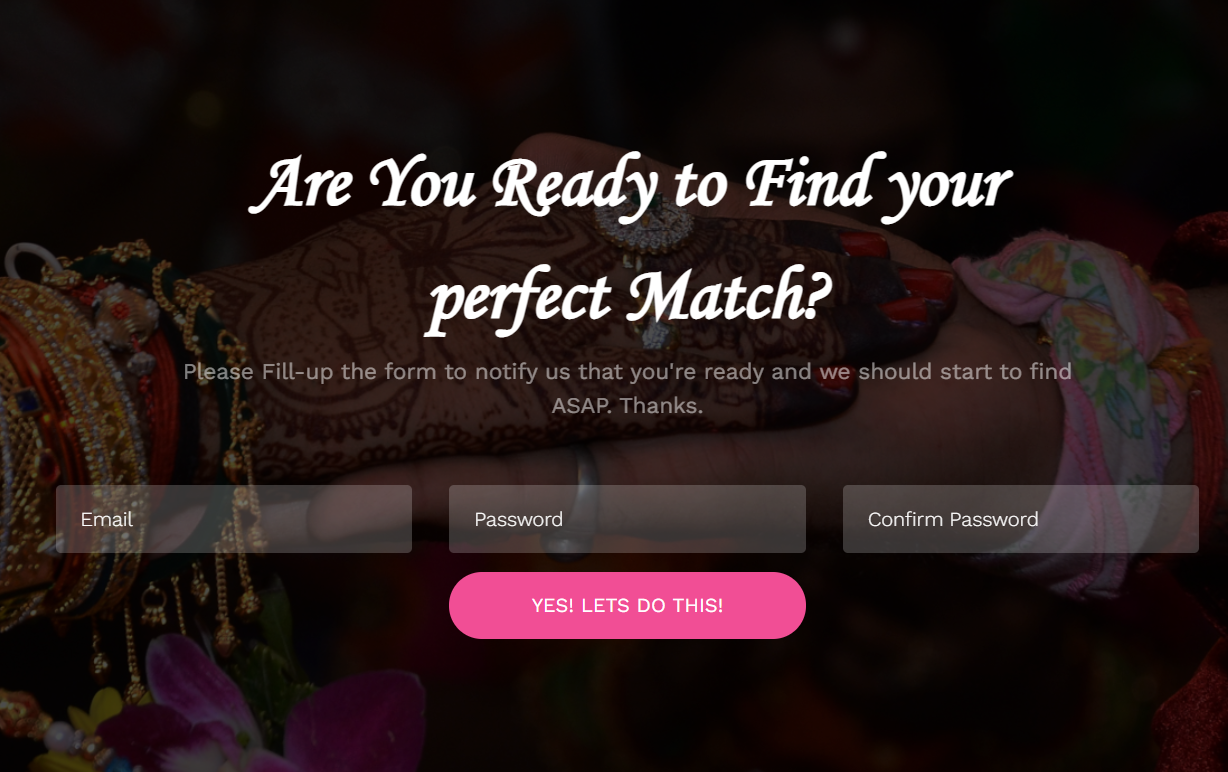 Are You Ready to Find your
perfect Match?
Please Fill-up the form to notify us that you're ready and we should start to find
ASAP. Thanks.
Email
Password
Confirm Password
YES! LETS DO THIS!